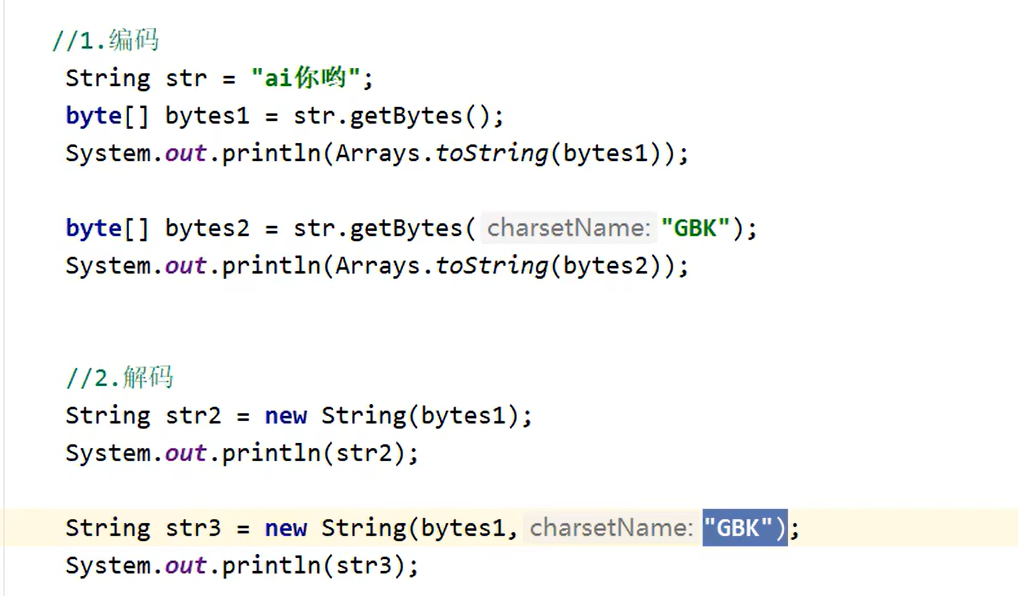 //1.编码
String str = "ai你哟";
byte[] bytes1 = str.getBytes();
System.out.println(Arrays.toString(bytes1));
byte[] bytes2 = str.getBytes( charsetName: "GBK");
System.out.println(Arrays.toString(bytes2));
//2.解码
String str2 = new String(bytes1);
System.out.println(str2);
String str3 = new String(bytes1, charsetName: "GBK");
System.out.println(str3);